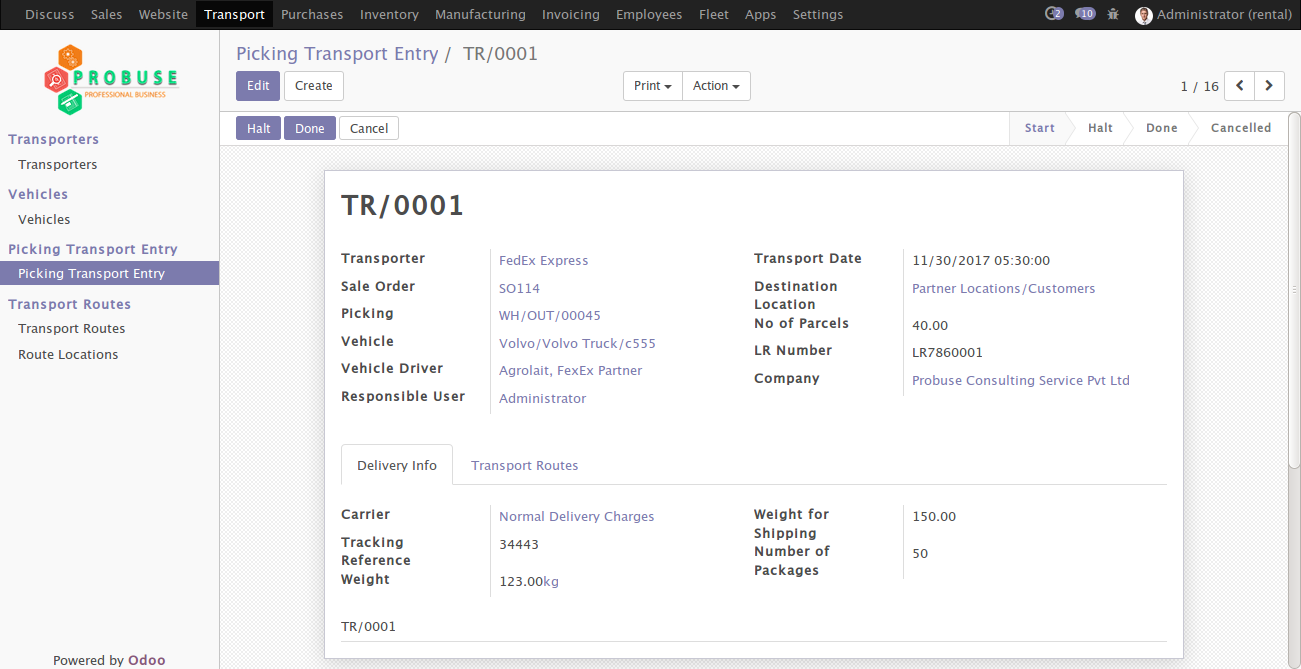 Discuss Sales Website Transport Purchases Inventory Manufacturing Invoicing Employees Fleet Apps Settings 2 10 Administrator (rental)
PROBUSE
PROFESSIONAL BUSINESS
Picking Transport Entry / TR/0001
Edit Create Print Action 1 / 16
Halt Done Cancel Start Halt Done Cancelled
Transporters
Transporters
Vehicles
Vehicles
Picking Transport Entry
Picking Transport Entry
Transport Routes
Transport Routes
Route Locations
Powered by Odoo
TR/0001
Transporter FedEx Express
Sale Order SO114
Picking WH/OUT/00045
Vehicle Volvo/Volvo Truck/c555
Vehicle Driver Agrolait, FexEx Partner
Responsible User Administrator
Transport Date 11/30/2017 05:30:00
Destination
Location Partner Locations/Customers
No of Parcels 40.00
LR Number LR7860001
Company Probuse Consulting Service Pvt Ltd
Delivery Info Transport Routes
Carrier Normal Delivery Charges
Tracking
Reference 34443
Weight 123.00kg
Weight for
Shipping 150.00
Number of
Packages 50
TR/0001